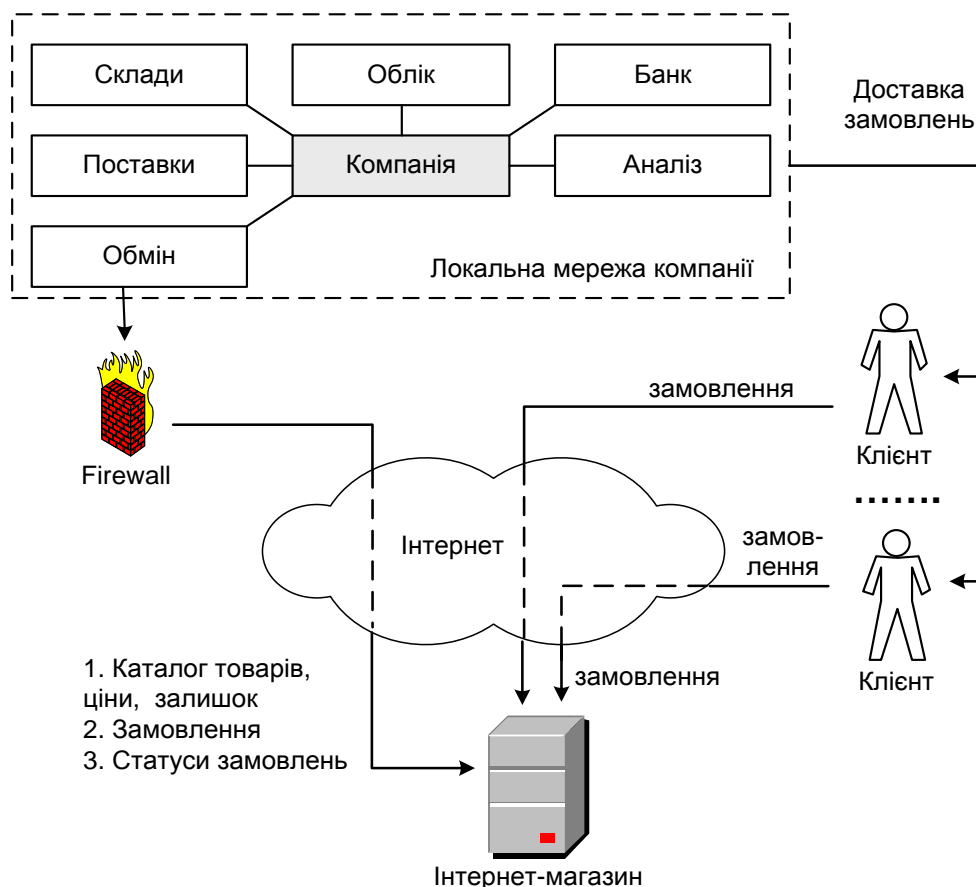 Склади
Облік
Банк
Доставка
замовлень
Поставки
Компанія
Аналіз
Обмін
Локальна мережа компанії
замовлення
Firewall
Клієнт
Інтернет
замов-
лення
1. Каталог товарів,
ціни, залишок
2. Замовлення
3. Статуси замовлень
замовлення
Клієнт
Інтернет-магазин